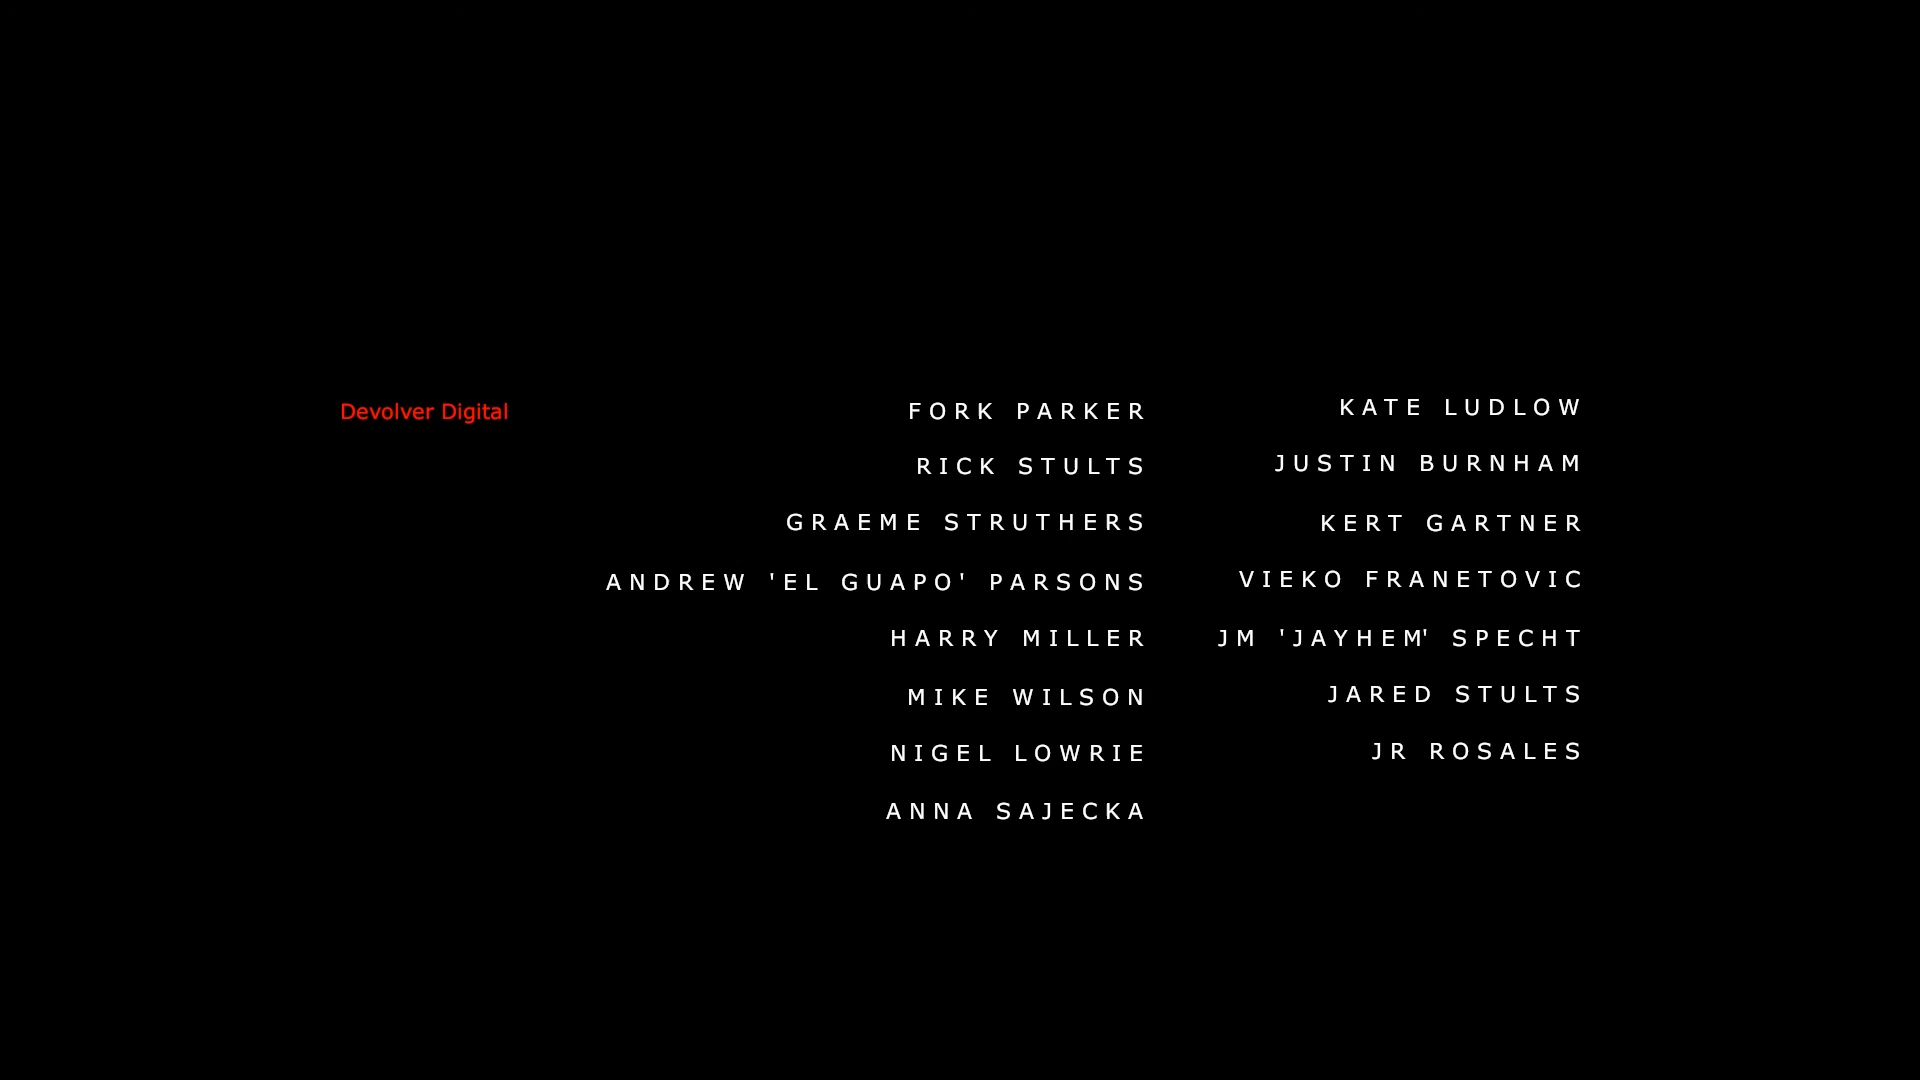 Devolver Digital
FORK PARKER
RICK STULTS
GRAEME STRUTHERS
ANDREW 'EL GUAPO' PARSONS
HARRY MILLER
MIKE WILSON
NIGEL LOWRIE
ANNA SAJECKA
KATE LUDLOW
JUSTIN BURNHAM
KERT GARTNER
VIEKO FRANETOVIC
JM 'JAYHEM' SPECHT
JARED STULTS
JR ROSALES